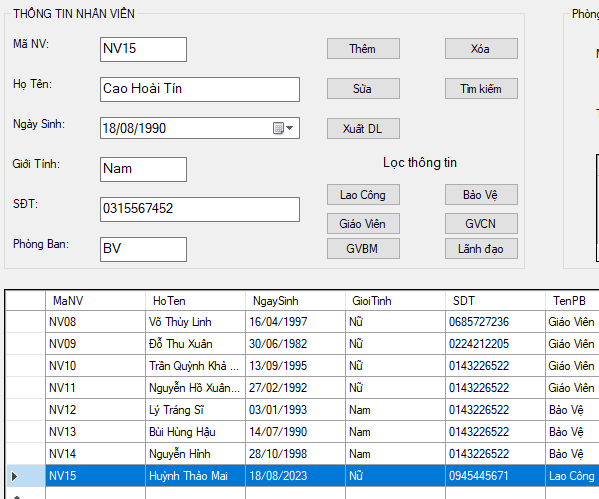 THÔNG TIN NHÂN VIÊN
Phòng
Mã NV: NV15 Thêm Xóa
Họ Tên: Cao Hoài Tín Sửa Tìm kiếm
Ngày Sinh: 18/08/1990 Xuất DL
Giới Tính: Nam Lọc thông tin
SĐT: 0315567452 Lao Công Bảo Vệ
Giáo Viên GVCN
Phòng Ban: BV GVBM Lãnh đạo
MaNV HoTen NgaySinh GioiTinh SDT TenPB
NV08 Võ Thùy Linh 16/04/1997 Nữ 0685727236 Giáo Viên
NV09 Đỗ Thu Xuân 30/06/1982 Nữ 0224212205 Giáo Viên
NV10 Trần Quỳnh Khả ... 13/09/1995 Nữ 0143226522 Giáo Viên
NV11 Nguyễn Hồ Xuân... 27/02/1992 Nữ 0143226522 Giáo Viên
NV12 Lý Tráng Sĩ 03/01/1993 Nam 0143226522 Bảo Vệ
NV13 Bùi Hùng Hậu 14/07/1990 Nam 0143226522 Bảo Vệ
NV14 Nguyễn Hính 28/10/1998 Nam 0143226522 Bảo Vệ
NV15 Huỳnh Thảo Mai 18/08/2023 Nữ 0945445671 Lao Công